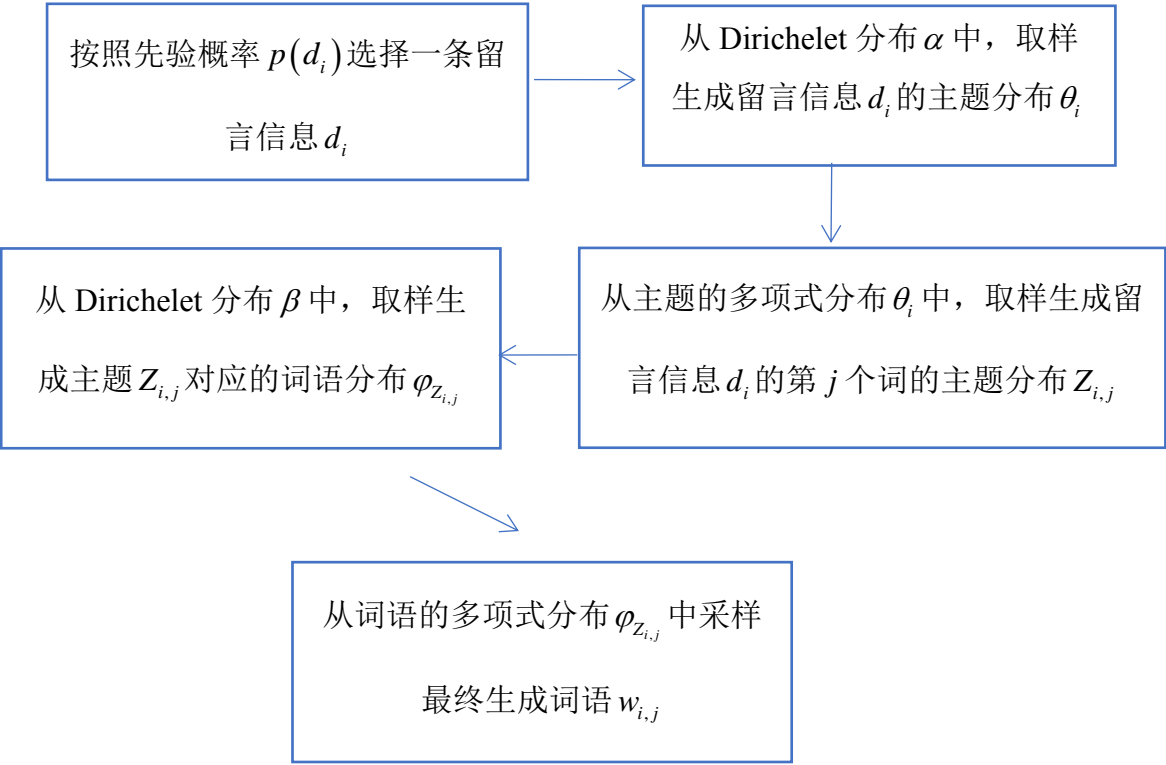 按照先验概率 p(d_i) 选择一条留
言信息 d_i
从 Dirichelet 分布 α 中，取样
生成留言信息 d_i 的主题分布 θ_i
从主题的多项式分布 θ_i 中，取样生成留
言信息 d_i 的第 j 个词的主题分布 Z_{i,j}
从 Dirichelet 分布 β 中，取样生
成主题 Z_{i,j} 对应的词语分布 φ_{Z_{i,j}}
从词语的多项式分布 φ_{Z_{i,j}} 中采样
最终生成词语 w_{i,j}